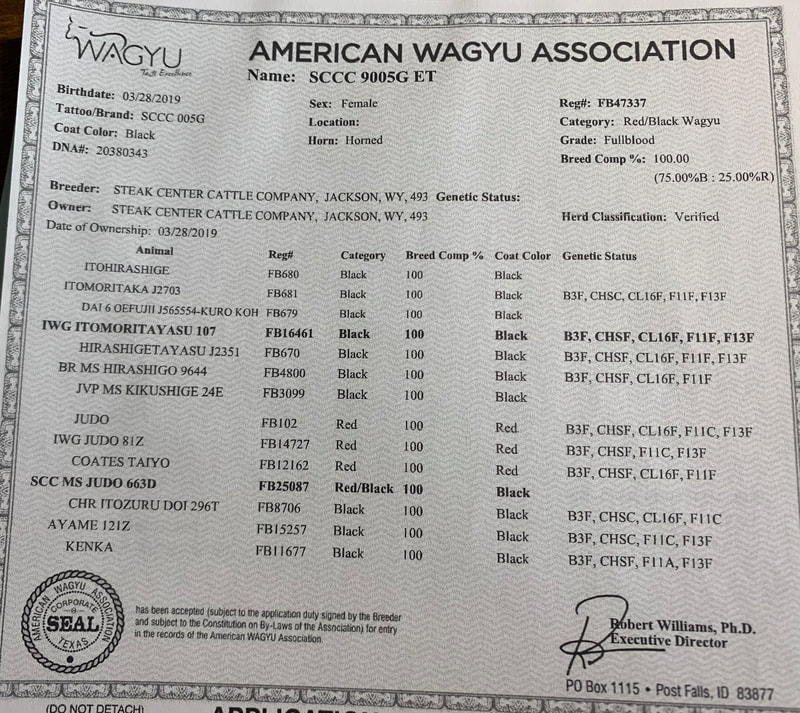 WAGYU
AMERICAN WAGYU ASSOCIATION
Name: SCCC 9005G ET
Birthdate: 03/28/2019
Tattoo/Brand: SCCC 005G
Coat Color: Black
DNA#: 20380343
Sex: Female
Location:
Horn: Horned
Reg#: FB47337
Category: Red/Black Wagyu
Grade: Fullblood
Breed Comp %: 100.00
(75.00%B : 25.00%R)
Breeder: STEAK CENTER CATTLE COMPANY, JACKSON, WY, 493 Genetic Status:
Owner: STEAK CENTER CATTLE COMPANY, JACKSON, WY, 493 Herd Classification: Verified
Date of Ownership: 03/28/2019
Animal Reg# Category Breed Comp % Coat Color Genetic Status
ITOHIRASHIGE FB680 Black 100 Black
ITOMORITAKA J2703 FB681 Black 100 Black B3F, CHSC, CL16F, F11F, F13F
DAI 6 OEFUJII J565554-KURO KOH FB679 Black 100 Black
IWG ITOMORITAYASU 107 FB16461 Black 100 Black B3F, CHSF, CL16F, F11F, F13F
HIRASHIGETAYASU J2351 FB670 Black 100 Black B3F, CHSF, CL16F, F11F, F13F
BR MS HIRASHIGO 9644 FB4800 Black 100 Black B3F, CHSF, CL16F, F11F
JVP MS KIKUSHIGE 24E FB3099 Black 100 Black
JUDO FB102 Red 100 Red B3F, CHSF, CL16F, F11C, F13F
IWG JUDO 81Z FB14727 Red 100 Red B3F, CHSF, F11C, F13F
COATES TAIYO FB12162 Red 100 Red B3F, CHSF, CL16F, F11F
SCC MS JUDO 663D FB25087 Red/Black 100 Black
CHR ITOZURU DOI 296T FB8706 Black 100 Black B3F, CHSC, CL16F, F11C
AYAME 121Z FB15257 Black 100 Black B3F, CHSC, F11C, F13F
KENKA FB11677 Black 100 Black B3F, CHSF, F11A, F13F
AMERICAN WAGYU ASSOCIATION
CORPORATE
SEAL
TEXAS
has been accepted (subject to the application duty signed by the Breeder
and subject to the Constitution on By-Laws of the Association) for entry
in the records of the American WAGYU Association
Robert Williams, Ph.D.
Executive Director
PO Box 1115 • Post Falls, ID 83877
(DO NOT DETACH)